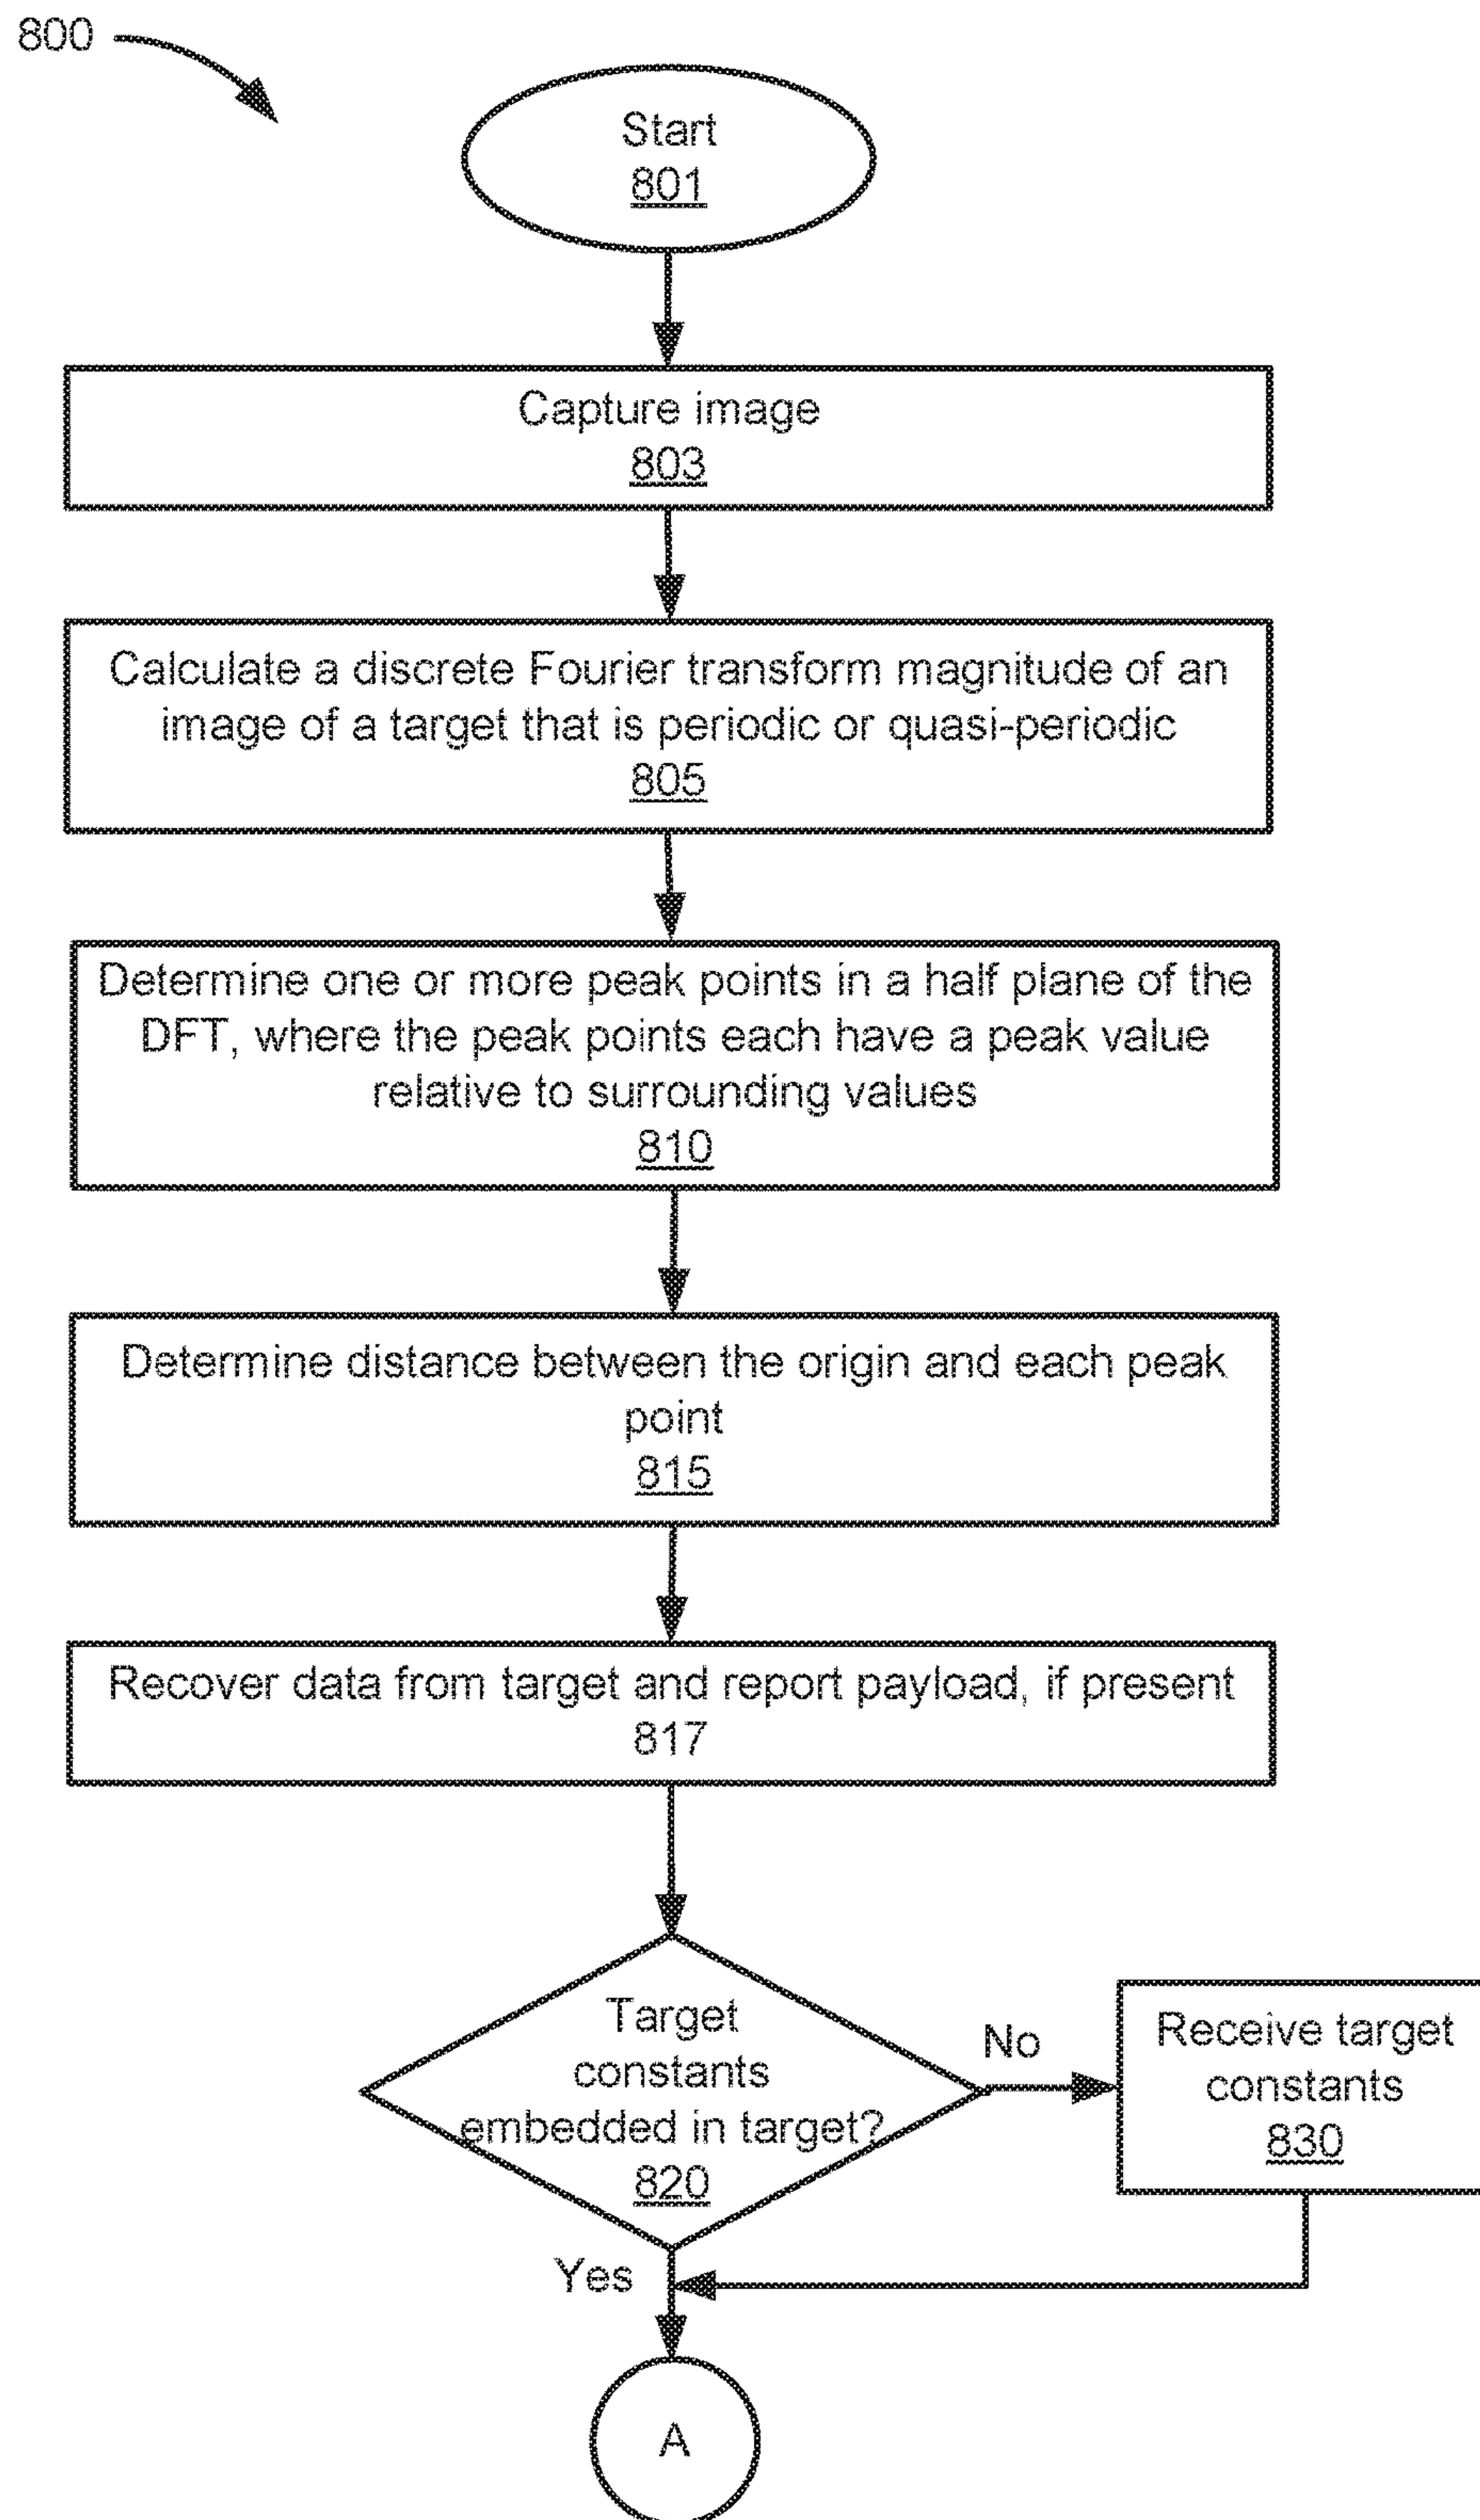 800
Start
801
Capture image
803
Calculate a discrete Fourier transform magnitude of an
image of a target that is periodic or quasi-periodic
805
Determine one or more peak points in a half plane of the
DFT, where the peak points each have a peak value
relative to surrounding values
810
Determine distance between the origin and each peak
point
815
Recover data from target and report payload, if present
817
Target
constants
embedded in target?
820
No
Receive target
constants
830
Yes
A